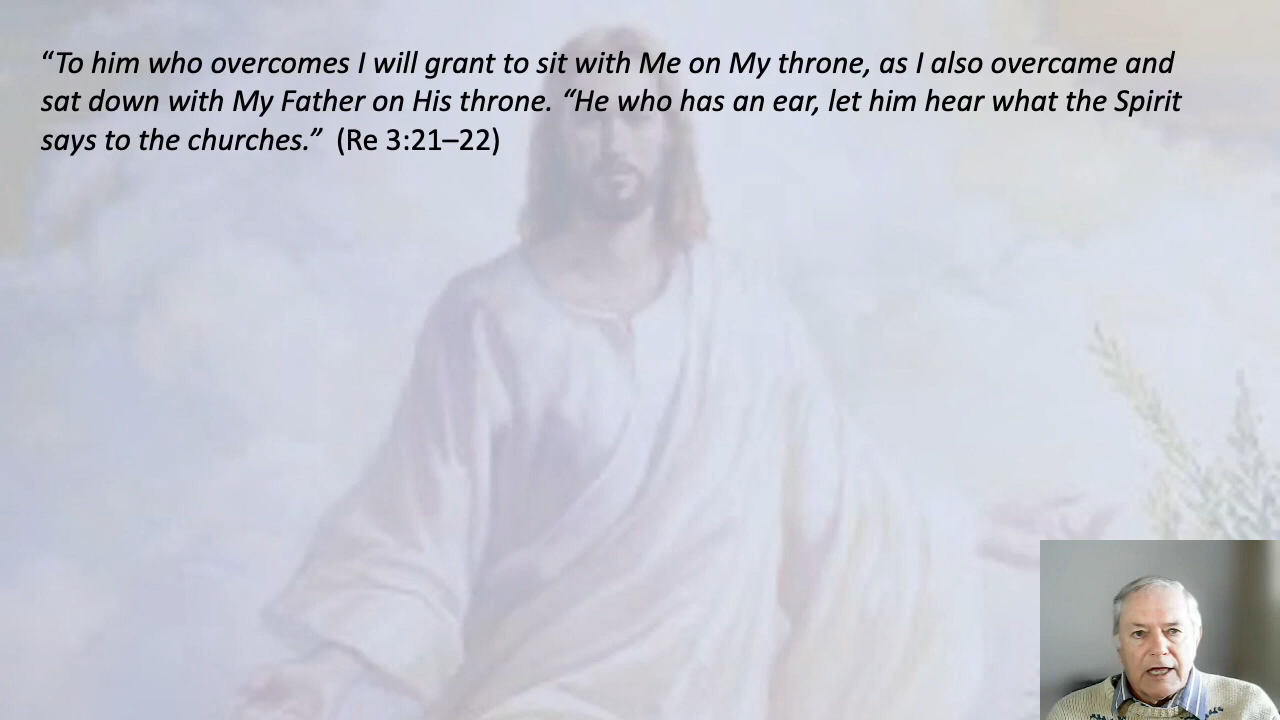 “To him who overcomes I will grant to sit with Me on My throne, as I also overcame and
sat down with My Father on His throne. “He who has an ear, let him hear what the Spirit
says to the churches.”  (Re 3:21–22)